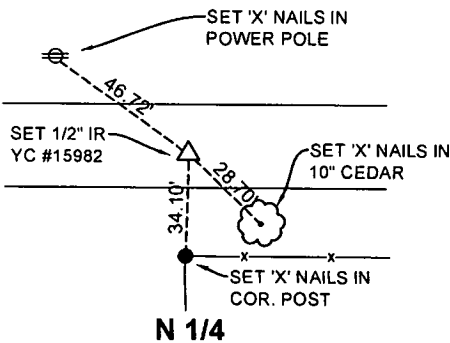 SET 'X' NAILS IN
POWER POLE
46.72'
SET 1/2" IR
YC #15982
SET 'X' NAILS IN
10" CEDAR
28.70'
34.10'
x x
SET 'X' NAILS IN
COR. POST
N 1/4